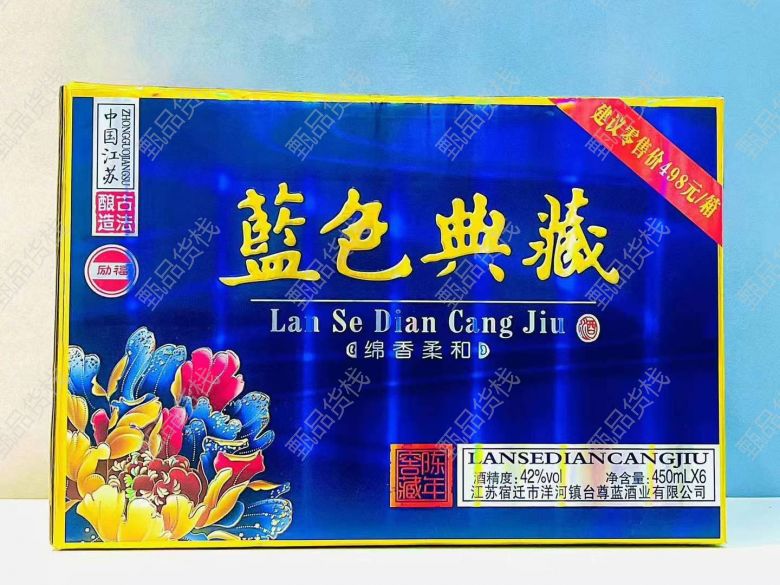 中国江苏
ZHONGGUOJIANGSU
古法
酿造
励福
建议零售价498元/箱
藍色典藏
Lan Se Dian Cang Jiu
酒
绵香柔和
陈年
窖藏
LANSEDIANCANGJIU
酒精度:42%vol 净含量:450mLX6
江苏宿迁市洋河镇台尊蓝酒业有限公司
甄品货栈